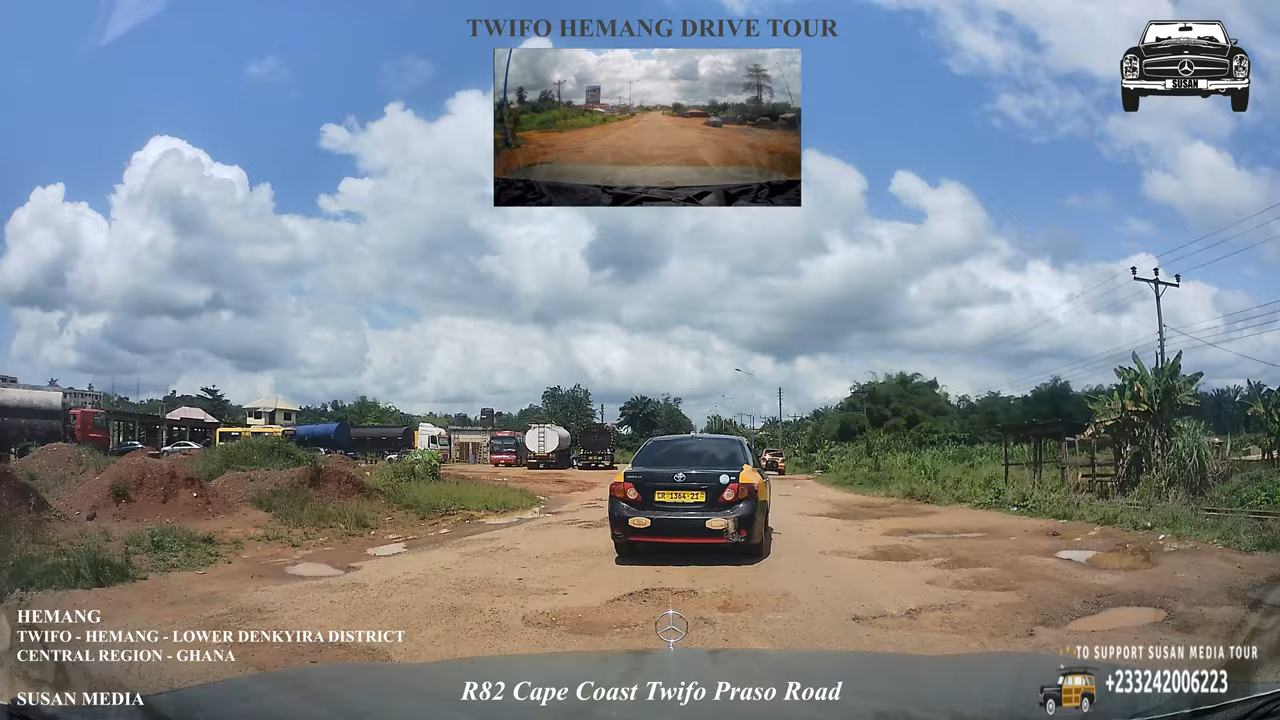 TWIFO HEMANG DRIVE TOUR
SUSAN
CR 1364-21
HEMANG
TWIFO - HEMANG - LOWER DENKYIRA DISTRICT
CENTRAL REGION - GHANA
SUSAN MEDIA
R82 Cape Coast Twifo Praso Road
TO SUPPORT SUSAN MEDIA TOUR
+233242006223